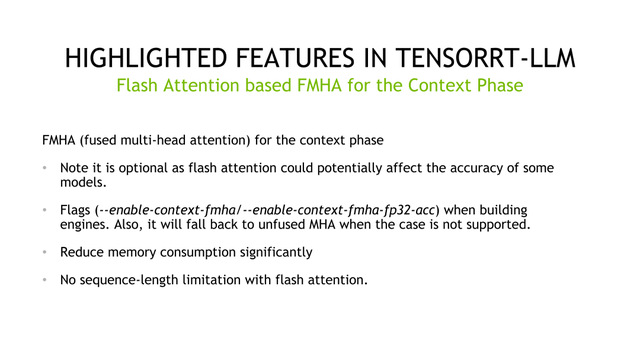 HIGHLIGHTED FEATURES IN TENSORRT-LLM
Flash Attention based FMHA for the Context Phase
FMHA (fused multi-head attention) for the context phase
• Note it is optional as flash attention could potentially affect the accuracy of some
models.
• Flags (--enable-context-fmha/--enable-context-fmha-fp32-acc) when building
engines. Also, it will fall back to unfused MHA when the case is not supported.
• Reduce memory consumption significantly
• No sequence-length limitation with flash attention.